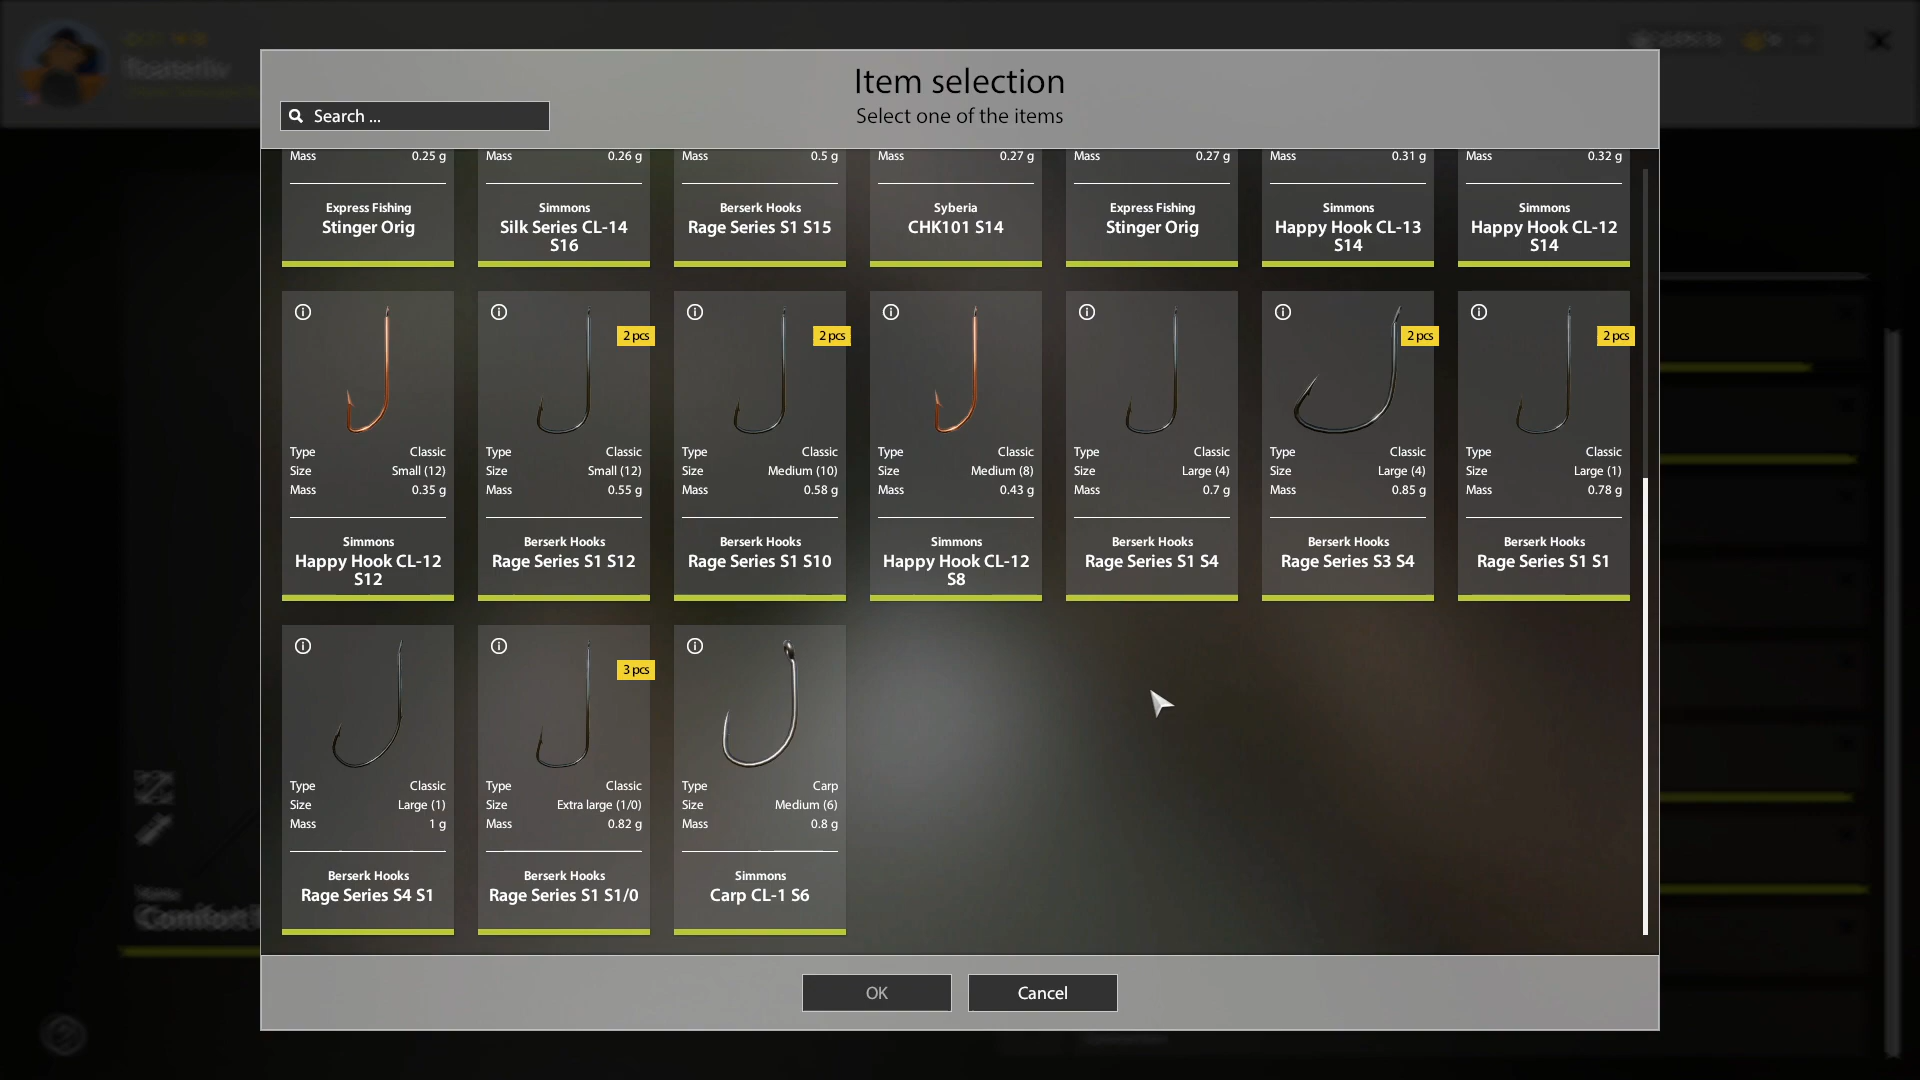 Item selection
Search ...
Select one of the items
Mass 0.25 g
Mass 0.26 g
Mass 0.5 g
Mass 0.27 g
Mass 0.27 g
Mass 0.31 g
Mass 0.32 g
Express Fishing
Stinger Orig
Simmons
Silk Series CL-14
S16
Berserk Hooks
Rage Series S1 S15
Syberia
CHK101 S14
Express Fishing
Stinger Orig
Simmons
Happy Hook CL-13
S14
Simmons
Happy Hook CL-12
S14
Type Classic
Size Small (12)
Mass 0.35 g
Simmons
Happy Hook CL-12
S12
2 pcs
Type Classic
Size Small (12)
Mass 0.55 g
Berserk Hooks
Rage Series S1 S12
2 pcs
Type Classic
Size Medium (10)
Mass 0.58 g
Berserk Hooks
Rage Series S1 S10
Type Classic
Size Medium (8)
Mass 0.43 g
Simmons
Happy Hook CL-12
S8
Type Classic
Size Large (4)
Mass 0.7 g
Berserk Hooks
Rage Series S1 S4
2 pcs
Type Classic
Size Large (4)
Mass 0.85 g
Berserk Hooks
Rage Series S3 S4
2 pcs
Type Classic
Size Large (1)
Mass 0.78 g
Berserk Hooks
Rage Series S1 S1
Type Classic
Size Large (1)
Mass 1 g
Berserk Hooks
Rage Series S4 S1
3 pcs
Type Classic
Size Extra large (1/0)
Mass 0.82 g
Berserk Hooks
Rage Series S1 S1/0
Type Carp
Size Medium (6)
Mass 0.8 g
Simmons
Carp CL-1 S6
OK
Cancel